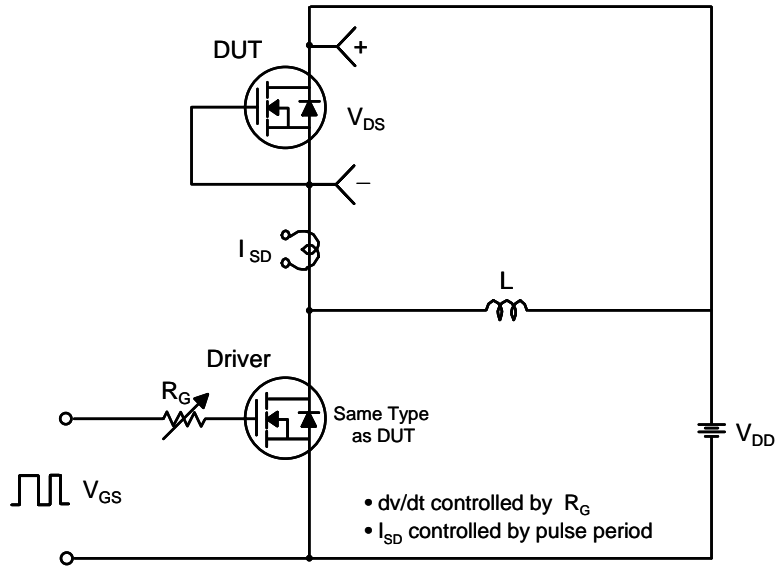 DUT
+
V_DS
−
I_SD
L
Driver
R_G
Same Type
as DUT
V_DD
V_GS
• dv/dt controlled by R_G
• I_SD controlled by pulse period